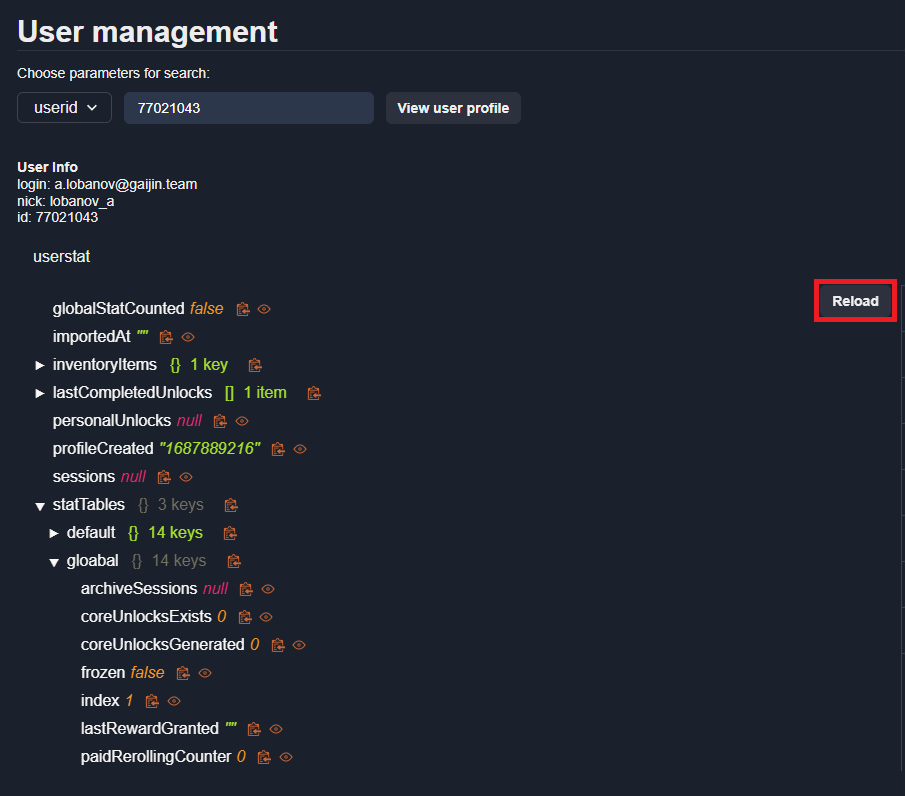 User management
Choose parameters for search:
userid 77021043 View user profile
User Info
login: a.lobanov@gaijin.team
nick: lobanov_a
id: 77021043
userstat
Reload
globalStatCounted false
importedAt ""
inventoryItems {} 1 key
lastCompletedUnlocks [] 1 item
personalUnlocks null
profileCreated "1687889216"
sessions null
statTables {} 3 keys
default {} 14 keys
gloabal {} 14 keys
archiveSessions null
coreUnlocksExists 0
coreUnlocksGenerated 0
frozen false
index 1
lastRewardGranted ""
paidRerollingCounter 0